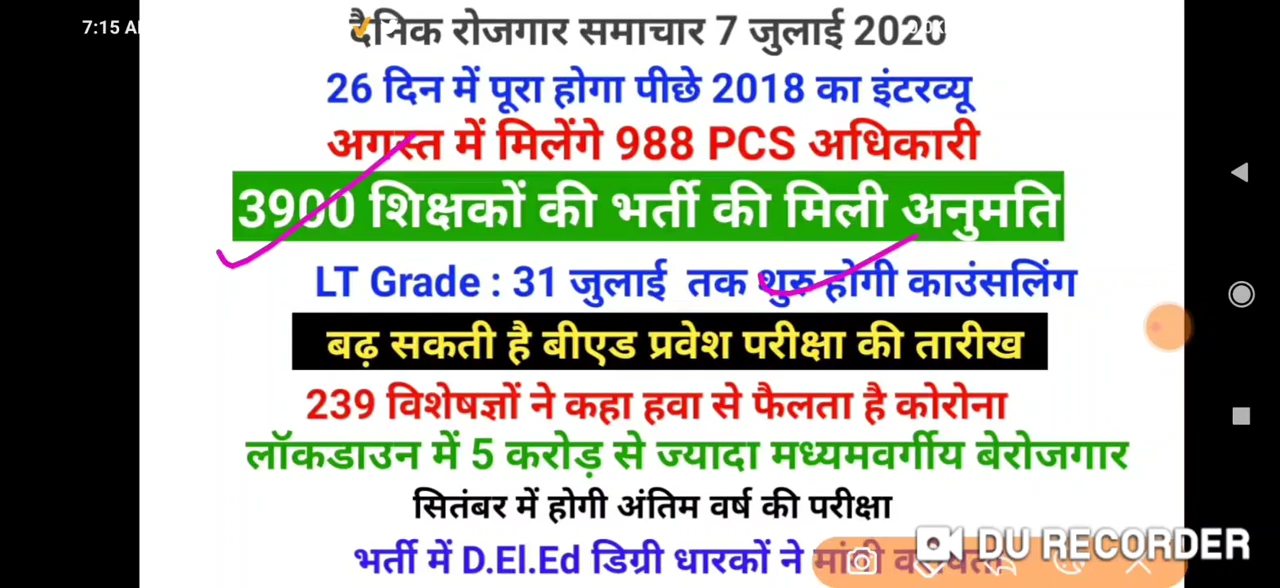 7:15
दैनिक रोजगार समाचार 7 जुलाई 2020
26 दिन में पूरा होगा पीछे 2018 का इंटरव्यू
अगस्त में मिलेंगे 988 PCS अधिकारी
3900 शिक्षकों की भर्ती की मिली अनुमति
LT Grade : 31 जुलाई तक शुरु होगी काउंसलिंग
बढ़ सकती है बीएड प्रवेश परीक्षा की तारीख
239 विशेषज्ञों ने कहा हवा से फैलता है कोरोना
लॉकडाउन में 5 करोड़ से ज्यादा मध्यमवर्गीय बेरोजगार
सितंबर में होगी अंतिम वर्ष की परीक्षा
भर्ती में D.El.Ed डिग्री धारकों ने मांगी
DU RECORDER